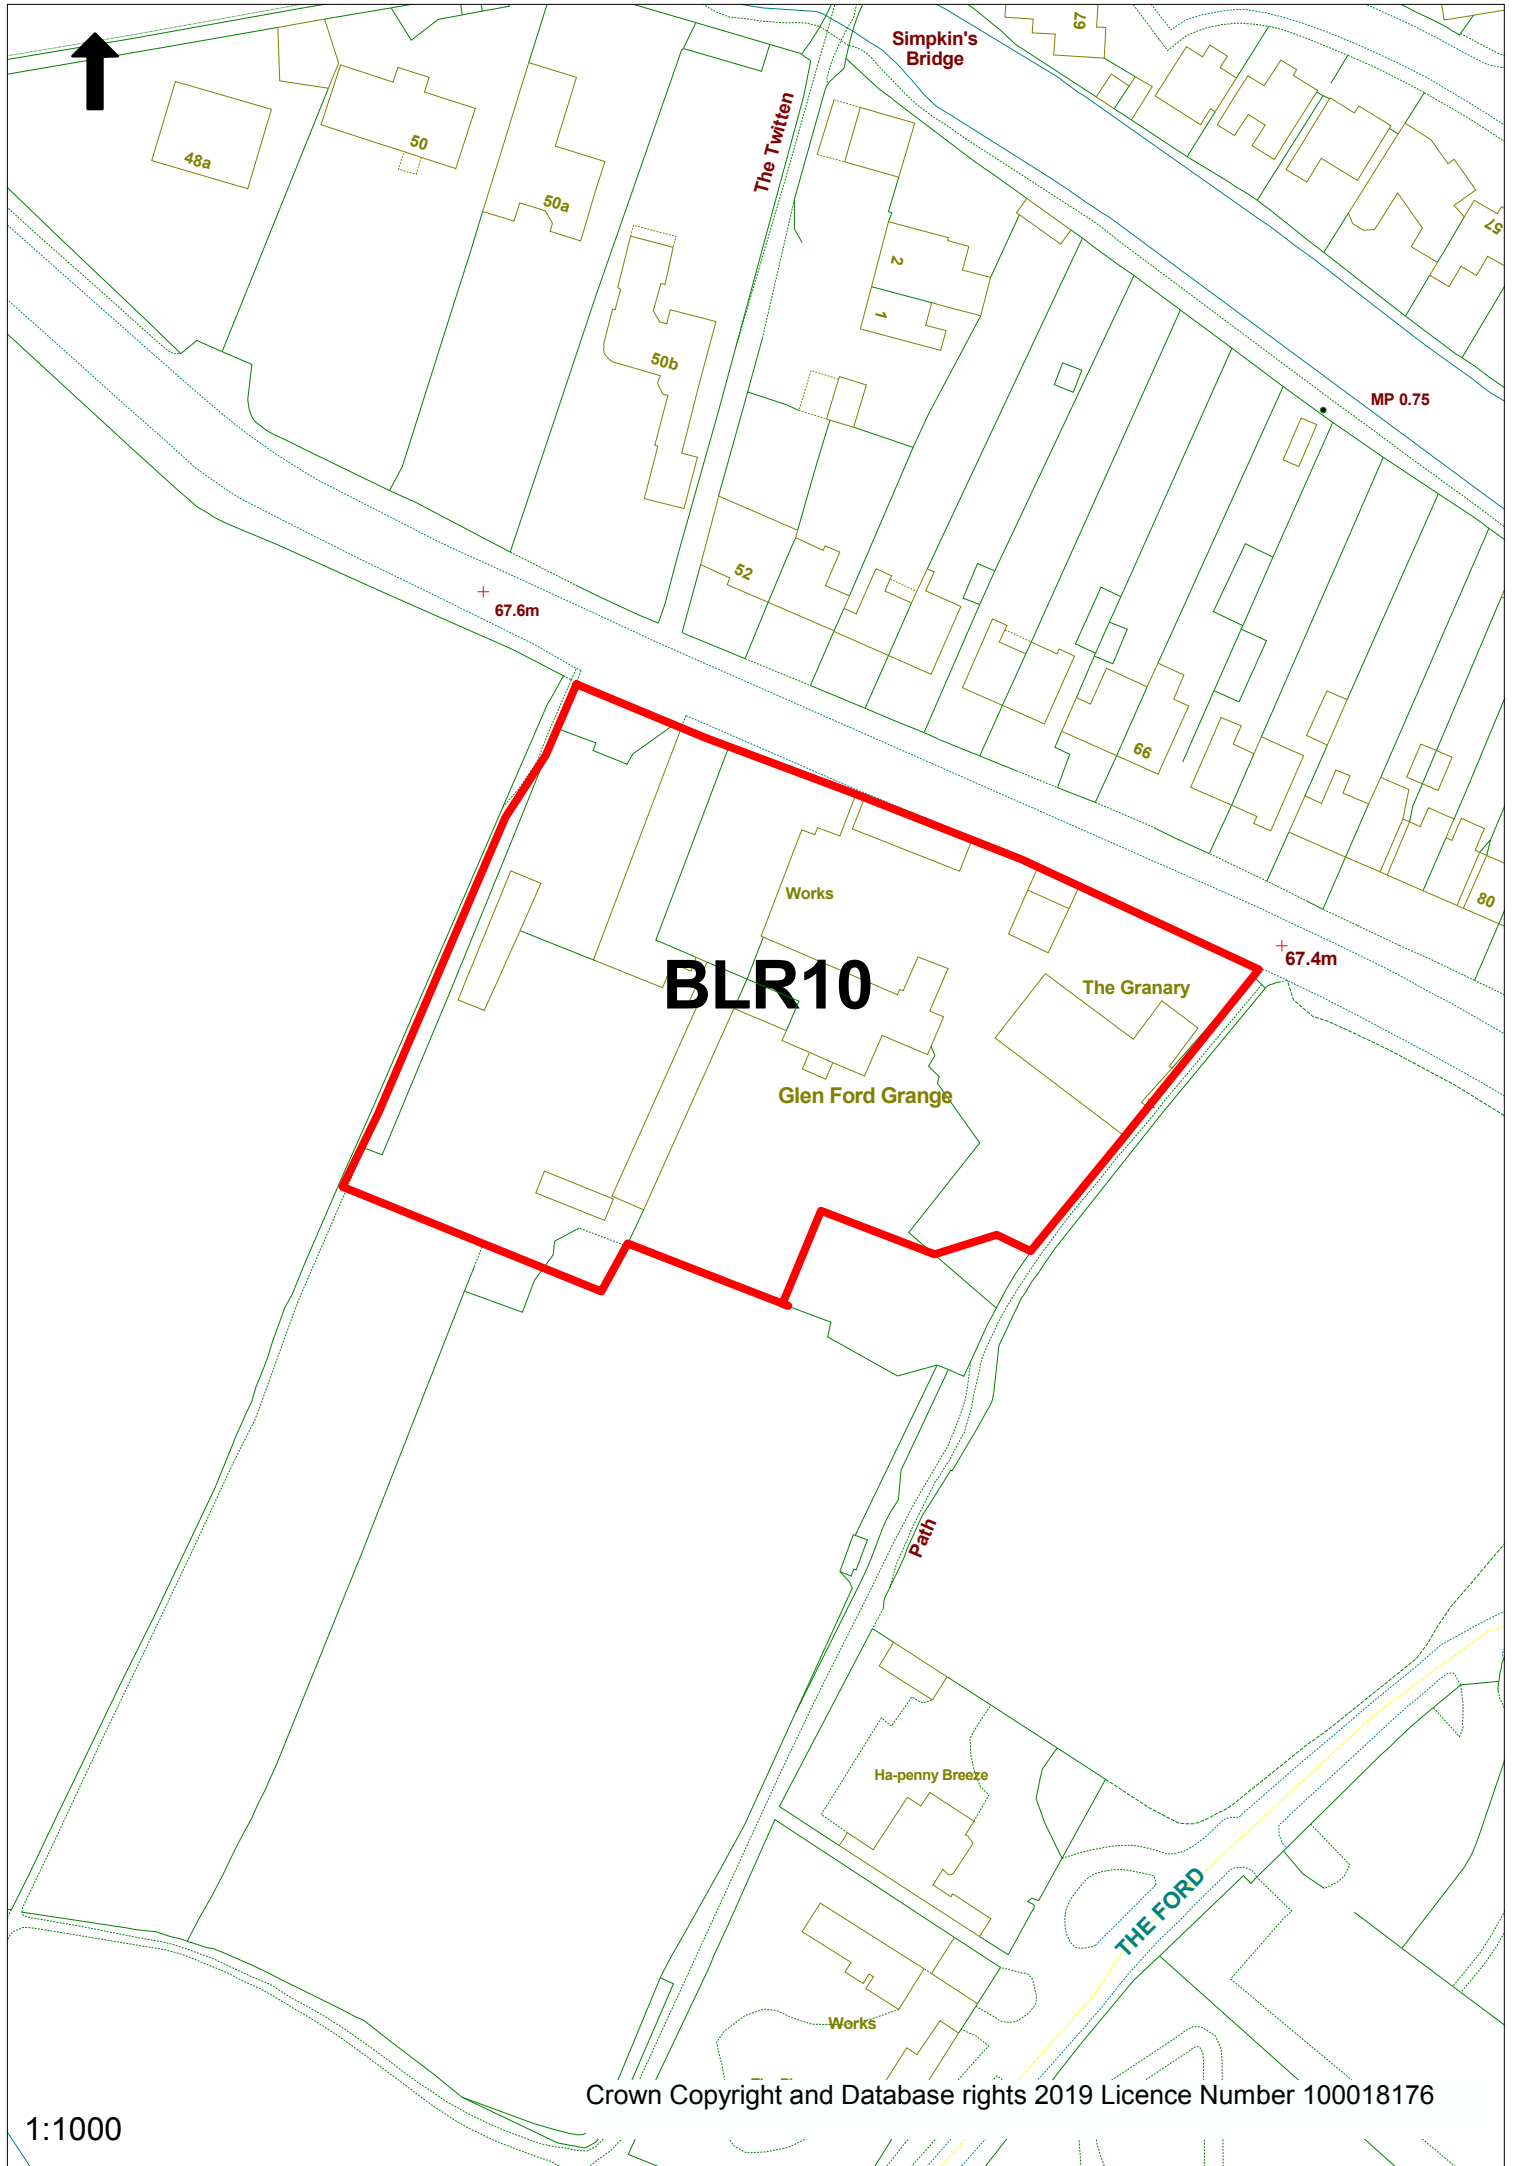 67
Simpkin's
Bridge
The Twitten
50
48a
50a
57
2
1
50b
MP 0.75
52
67.6m
66
Works
80
67.4m
BLR10
The Granary
Glen Ford Grange
Path
Ha-penny Breeze
THE FORD
Works
Crown Copyright and Database rights 2019 Licence Number 100018176
1:1000